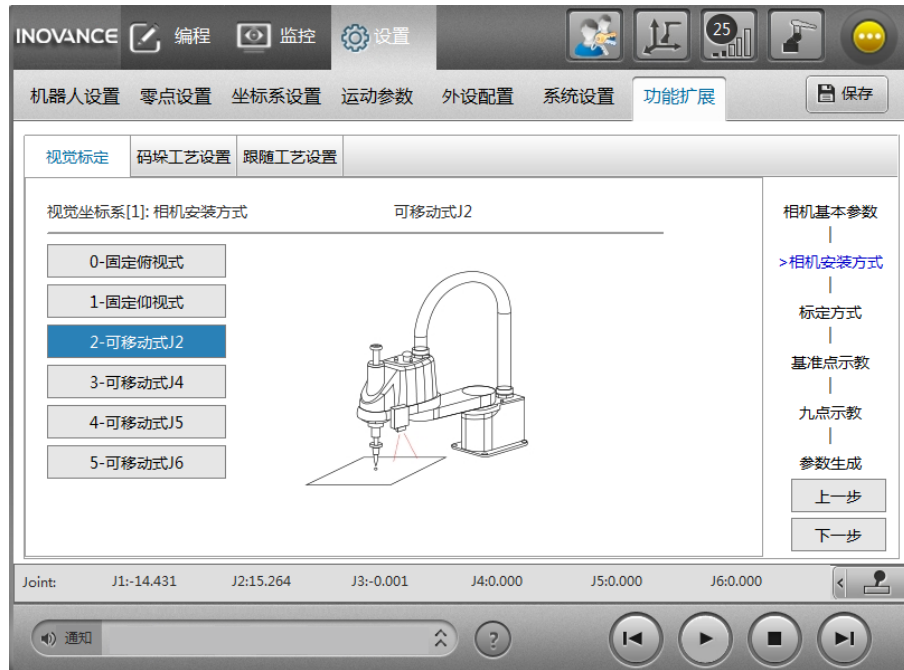 INOVANCE 编程 监控 设置 25
机器人设置 零点设置 坐标系设置 运动参数 外设配置 系统设置 功能扩展 保存
视觉标定 码垛工艺设置 跟随工艺设置
视觉坐标系[1]: 相机安装方式 可移动式J2
0-固定俯视式
1-固定仰视式
2-可移动式J2
3-可移动式J4
4-可移动式J5
5-可移动式J6
相机基本参数
>相机安装方式
标定方式
基准点示教
九点示教
参数生成
上一步
下一步
Joint: J1:-14.431 J2:15.264 J3:-0.001 J4:0.000 J5:0.000 J6:0.000 <
通知 ?